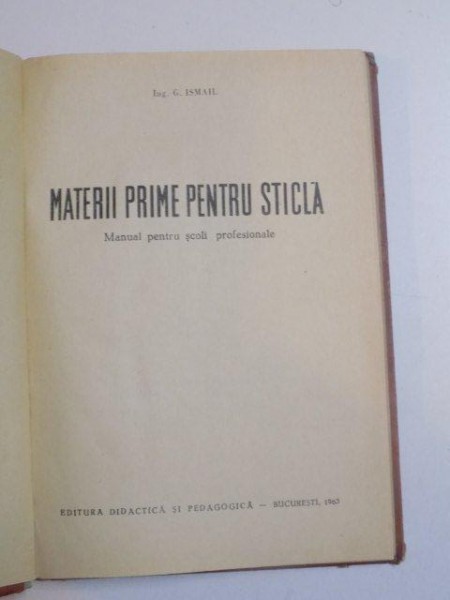 Ing. G. ISMAIL
MATERII PRIME PENTRU STICLĂ
Manual pentru școli profesionale
EDITURA DIDACTICĂ ȘI PEDAGOGICĂ — BUCUREȘTI, 1963